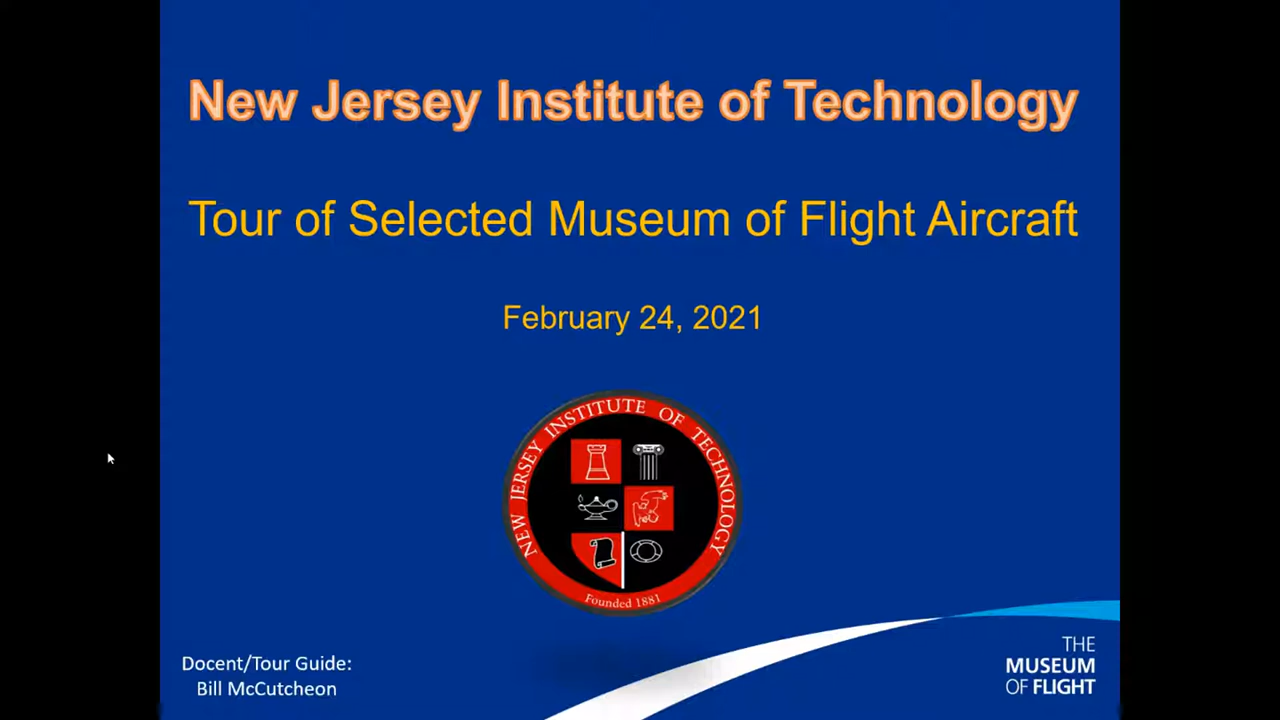 New Jersey Institute of Technology
Tour of Selected Museum of Flight Aircraft
February 24, 2021
NEW JERSEY INSTITUTE OF TECHNOLOGY
Founded 1881
Docent/Tour Guide:
Bill McCutcheon
THE
MUSEUM
OF FLIGHT